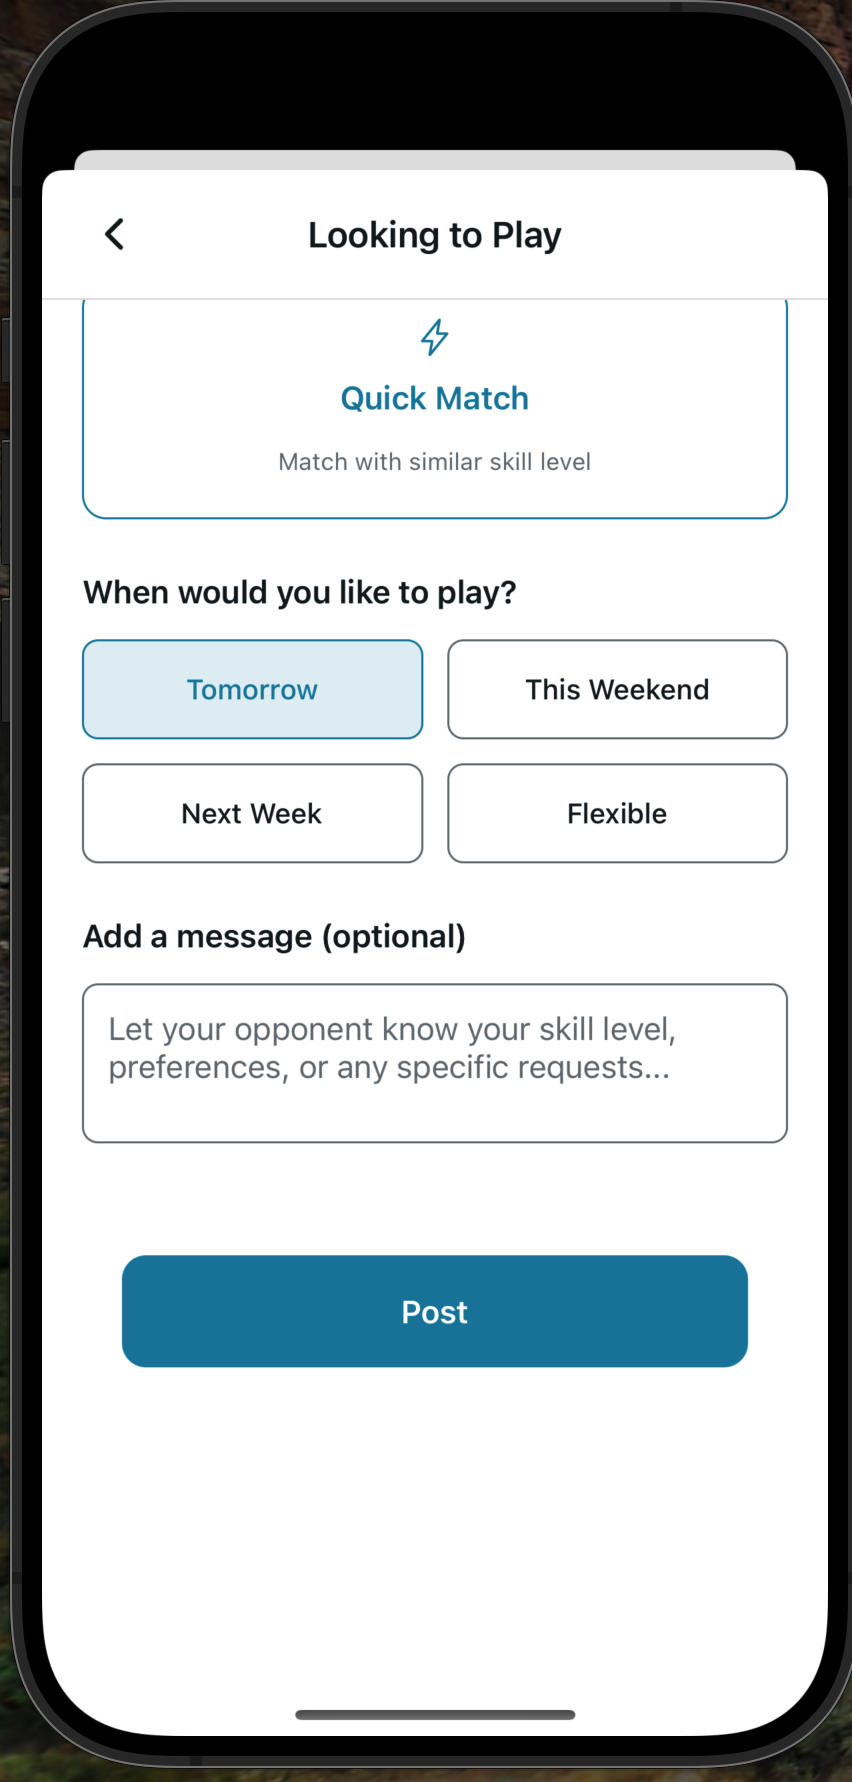 Looking to Play
Quick Match
Match with similar skill level
When would you like to play?
Tomorrow
This Weekend
Next Week
Flexible
Add a message (optional)
Let your opponent know your skill level,
preferences, or any specific requests...
Post